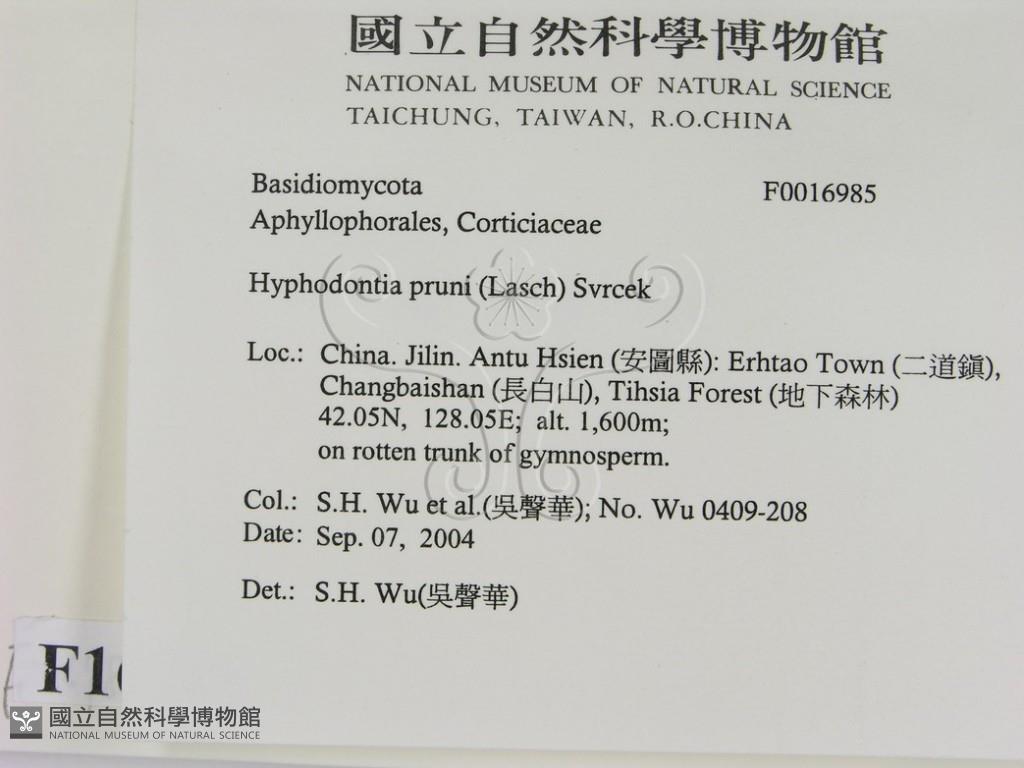 國立自然科學博物館
NATIONAL MUSEUM OF NATURAL SCIENCE
TAICHUNG, TAIWAN, R.O.CHINA
Basidiomycota F0016985
Aphyllophorales, Corticiaceae
Hyphodontia pruni (Lasch) Svrcek
Loc.: China. Jilin. Antu Hsien (安圖縣): Erhtao Town (二道鎮),
Changbaishan (長白山), Tihsia Forest (地下森林)
42.05N, 128.05E; alt. 1,600m;
on rotten trunk of gymnosperm.
Col.: S.H. Wu et al.(吳聲華); No. Wu 0409-208
Date: Sep. 07, 2004
Det.: S.H. Wu(吳聲華)
F1
國立自然科學博物館
NATIONAL MUSEUM OF NATURAL SCIENCE